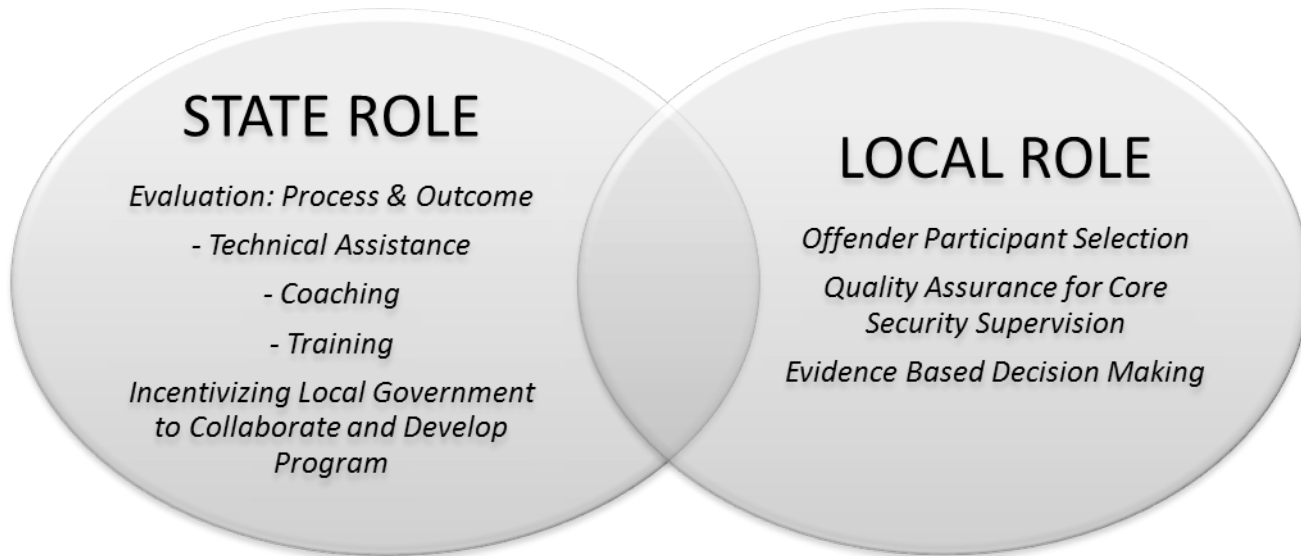 STATE ROLE
Evaluation: Process & Outcome
- Technical Assistance
- Coaching
- Training
Incentivizing Local Government
to Collaborate and Develop
Program
LOCAL ROLE
Offender Participant Selection
Quality Assurance for Core
Security Supervision
Evidence Based Decision Making